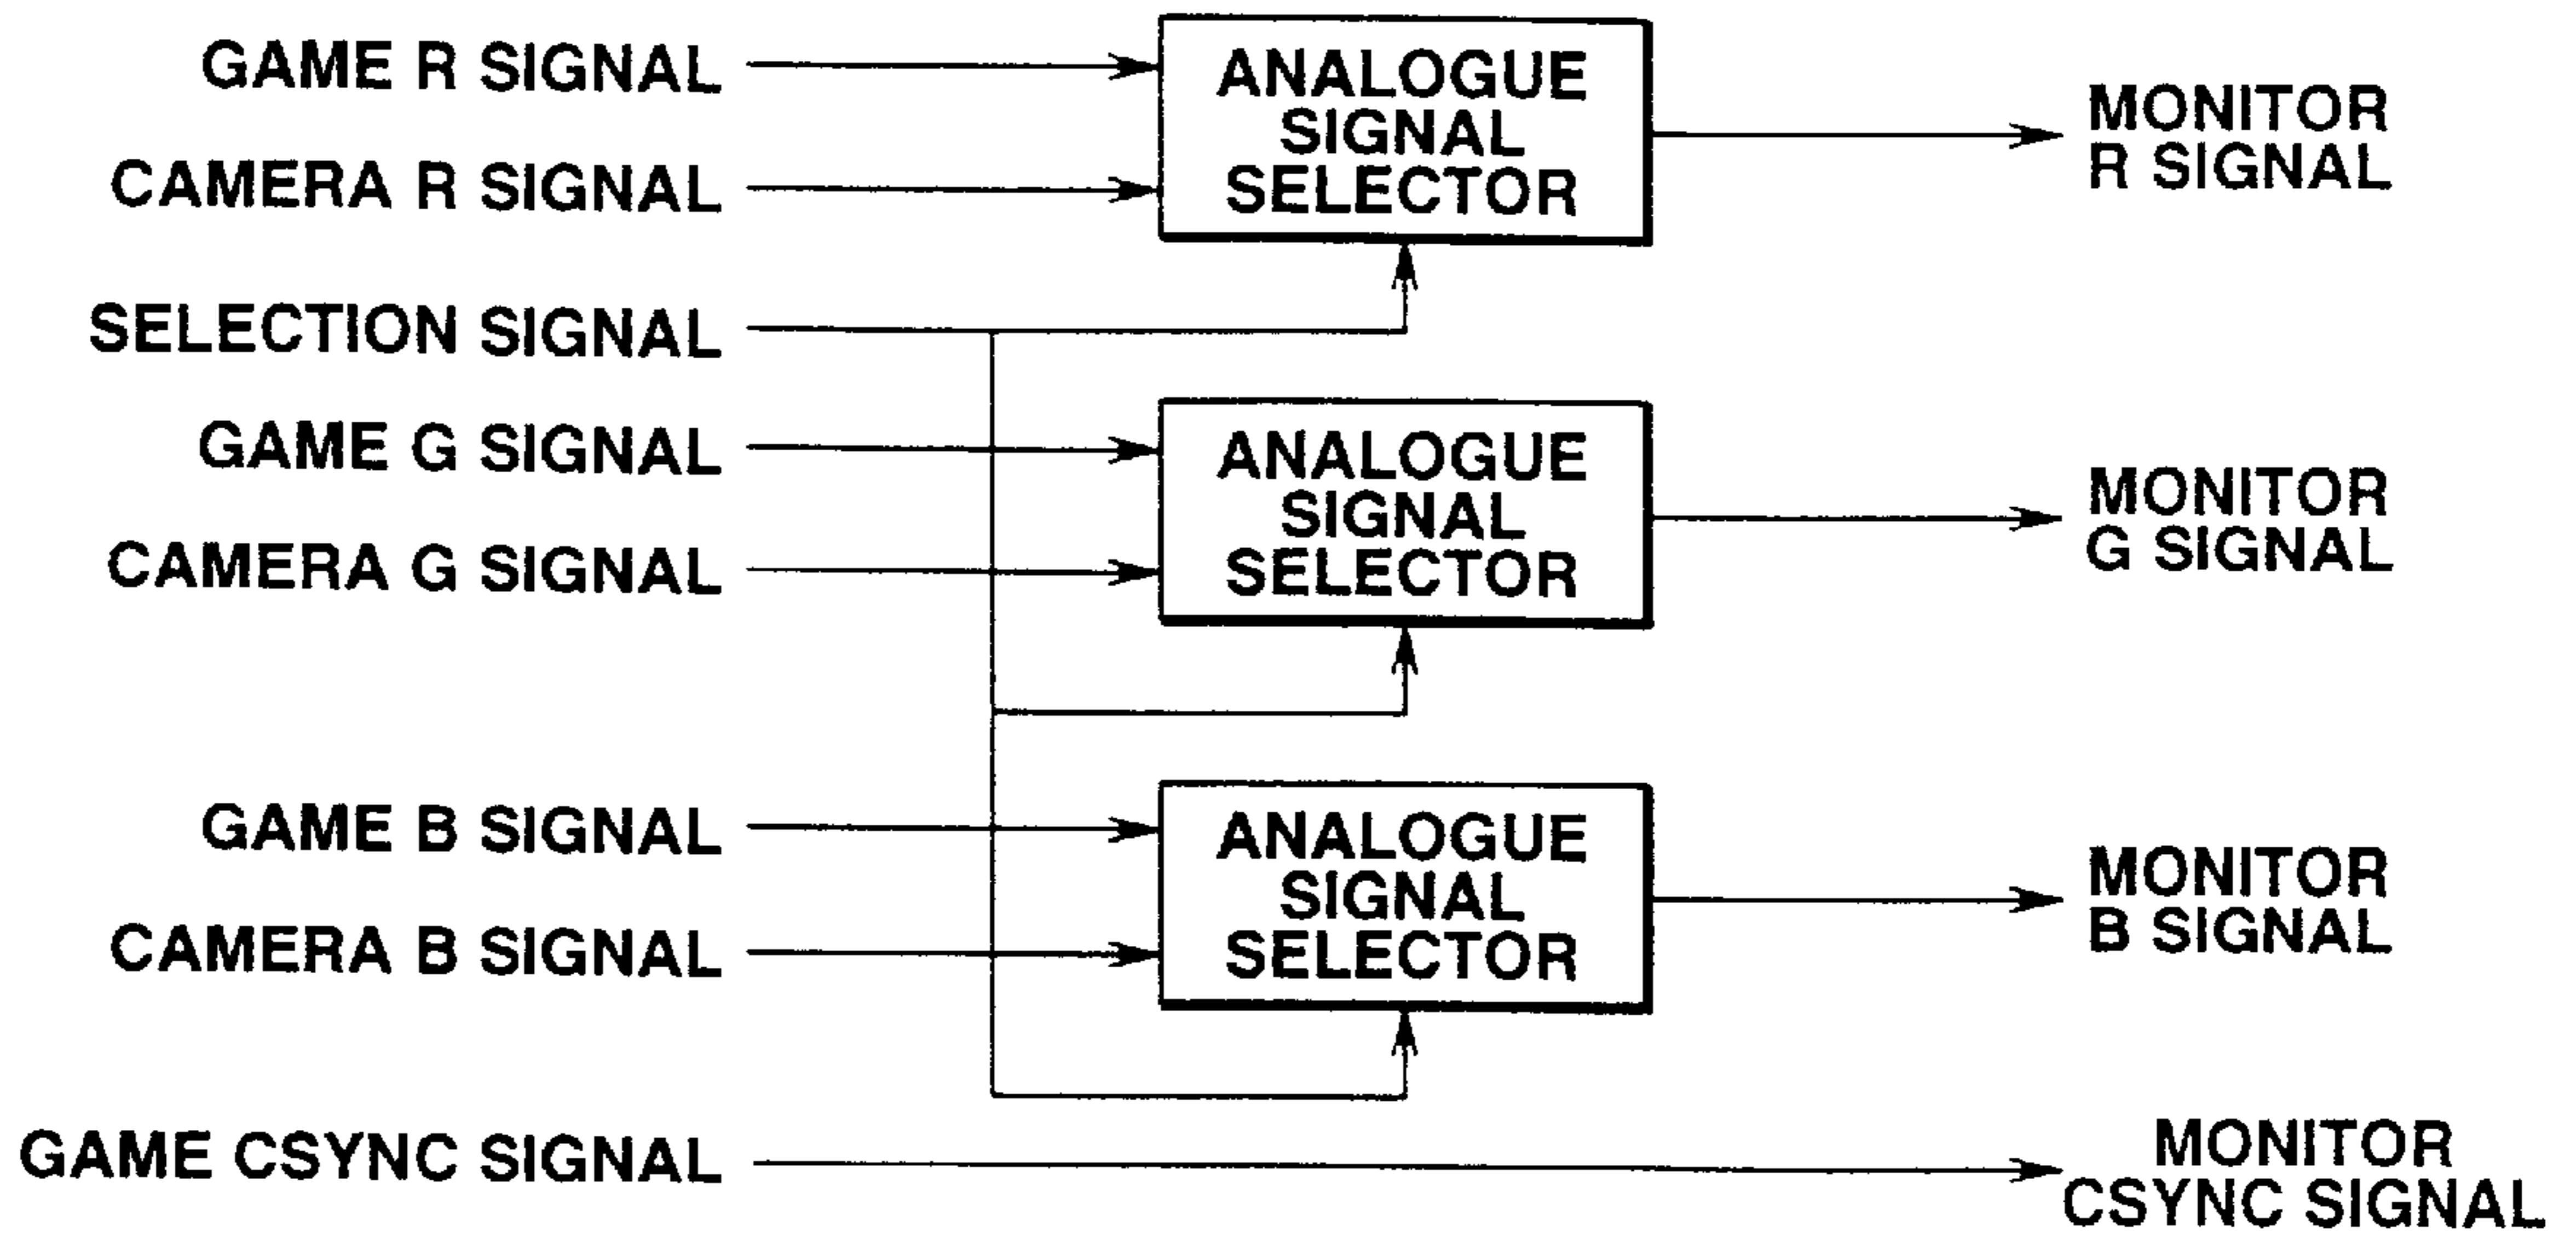 GAME R SIGNAL
CAMERA R SIGNAL
ANALOGUE
SIGNAL
SELECTOR
MONITOR
R SIGNAL
SELECTION SIGNAL
GAME G SIGNAL
CAMERA G SIGNAL
ANALOGUE
SIGNAL
SELECTOR
MONITOR
G SIGNAL
GAME B SIGNAL
CAMERA B SIGNAL
ANALOGUE
SIGNAL
SELECTOR
MONITOR
B SIGNAL
GAME CSYNC SIGNAL
MONITOR
CSYNC SIGNAL